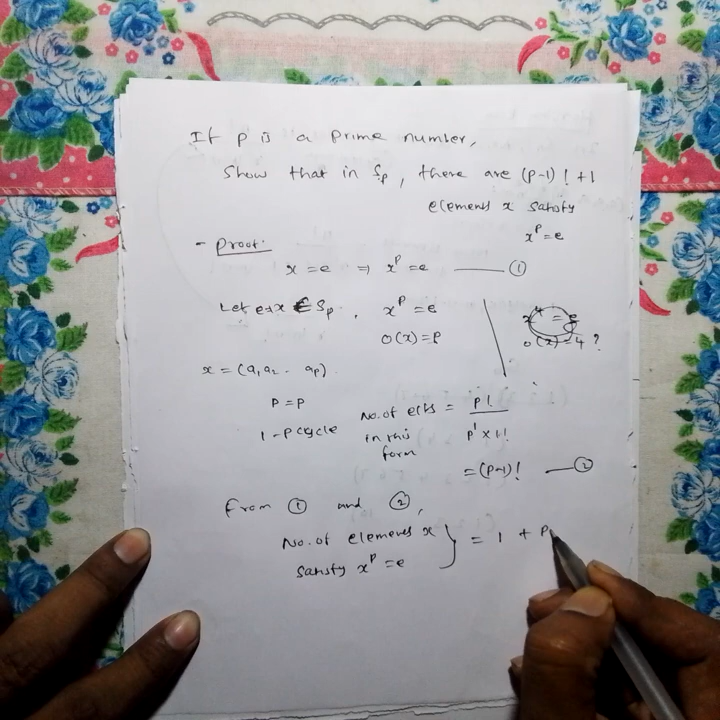 If P is a prime number,
show that in Sp, there are (p-1)! +1
elements x satisfy
x^p = e
- Proof:
x = e ⇒ x^p = e —— ①
Let e≠x ∈ Sp, x^p = e
o(x) = p
x^4 = e
o(x) = 4 ?
x = (a1 a2 - ap).
P = P
1 - p cycle
No. of elts = p! / p^1 × 1!
in this
form
= (p-1)! — ②
From ① and ②,
No. of elements x
satisfy x^p = e } = 1 + P